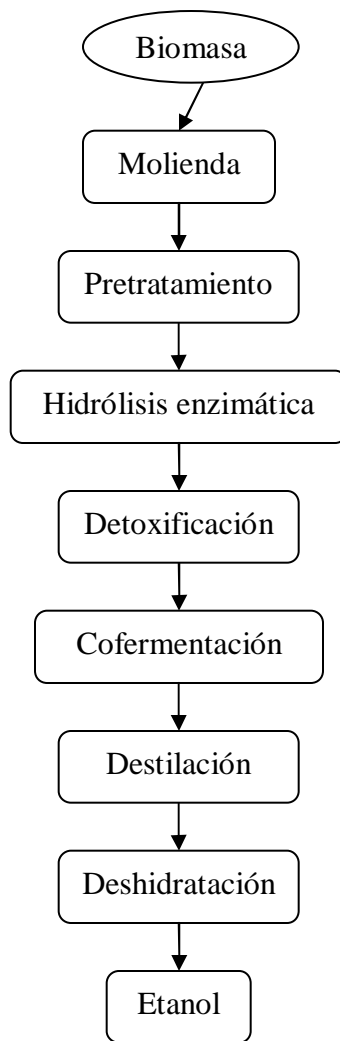 Biomasa
Molienda
Pretratamiento
Hidrólisis enzimática
Detoxificación
Cofermentación
Destilación
Deshidratación
Etanol